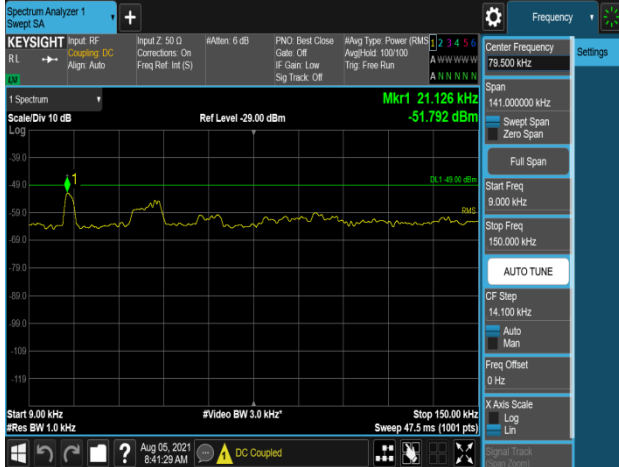 Spectrum Analyzer 1
Swept SA
Frequency
KEYSIGHT
Input: RF
Input Z: 50 Ω
#Atten: 6 dB
PNO: Best Close
#Avg Type: Power (RMS
1 2 3 4 5 6
RL
Coupling: DC
Corrections: On
Gate: Off
Avg|Hold: 100/100
A W W W W W
Align: Auto
Freq Ref: Int (S)
IF Gain: Low
Trig: Free Run
Sig Track: Off
A N N N N N
1 Spectrum
Mkr1 21.126 kHz
Scale/Div 10 dB
Ref Level -29.00 dBm
-51.792 dBm
Log
-39.0
-49.0
-59.0
-69.0
-79.0
-89.0
-99.0
-109
-119
1
DL1 -49.00 dBm
RMS
Start 9.00 kHz
#Video BW 3.0 kHz*
Stop 150.00 kHz
#Res BW 1.0 kHz
Sweep 47.5 ms (1001 pts)
Aug 05, 2021
8:41:29 AM
DC Coupled
?
Center Frequency
79.500 kHz
Settings
Span
141.000000 kHz
Swept Span
Zero Span
Full Span
Start Freq
9.000 kHz
Stop Freq
150.000 kHz
AUTO TUNE
CF Step
14.100 kHz
Auto
Man
Freq Offset
0 Hz
X Axis Scale
Log
Lin
Signal Track
(Span Zoom)